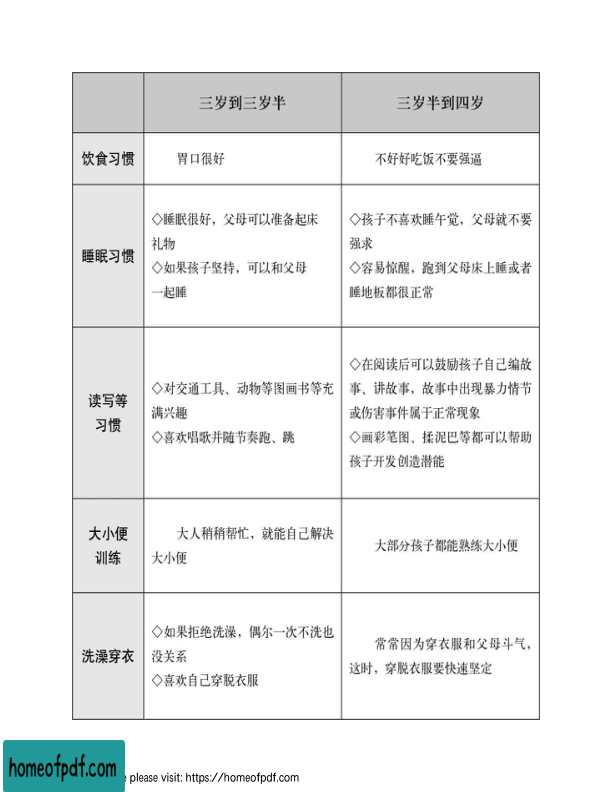 三岁到三岁半
三岁半到四岁
饮食习惯
胃口很好
不好好吃饭不要强逼
睡眠习惯
◇睡眠很好，父母可以准备起床
礼物
◇如果孩子坚持，可以和父母
一起睡
◇孩子不喜欢睡午觉，父母就不要
强求
◇容易惊醒，跑到父母床上睡或者
睡地板都很正常
读写等
习惯
◇对交通工具、动物等图画书等充
满兴趣
◇喜欢唱歌并随节奏跑、跳
◇在阅读后可以鼓励孩子自己编故
事、讲故事，故事中出现暴力情节
或伤害事件属于正常现象
◇画彩笔图、揉泥巴等都可以帮助
孩子开发创造潜能
大小便
训练
大人稍稍帮忙，就能自己解决
大小便
大部分孩子都能熟练大小便
洗澡穿衣
◇如果拒绝洗澡，偶尔一次不洗也
没关系
◇喜欢自己穿脱衣服
常常因为穿衣服和父母斗气，
这时，穿脱衣服要快速坚定
homeofpdf.com
please visit: https://homeofpdf.com